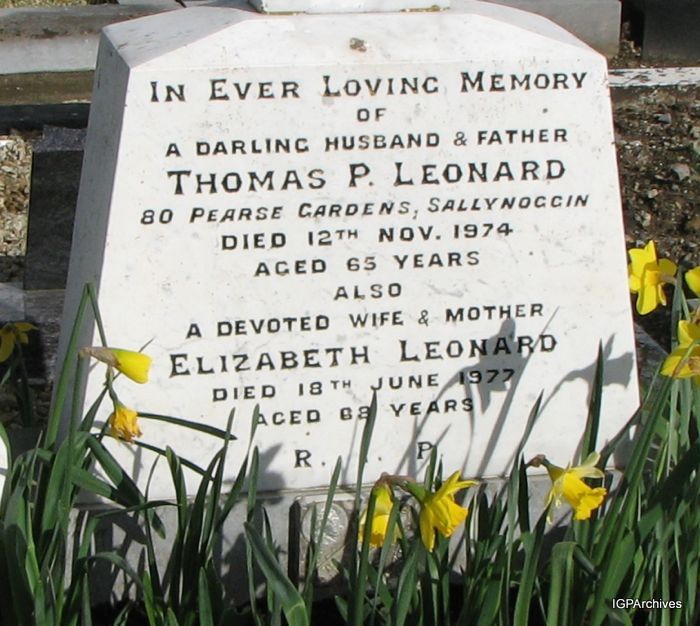 IN EVER LOVING MEMORY
OF
A DARLING HUSBAND & FATHER
THOMAS P. LEONARD
80 PEARSE GARDENS, SALLYNOGGIN
DIED 12TH NOV. 1974
AGED 65 YEARS
ALSO
A DEVOTED WIFE & MOTHER
ELIZABETH LEONARD
DIED 18TH JUNE 1977
AGED 68 YEARS
R. . P.
IGPArchives